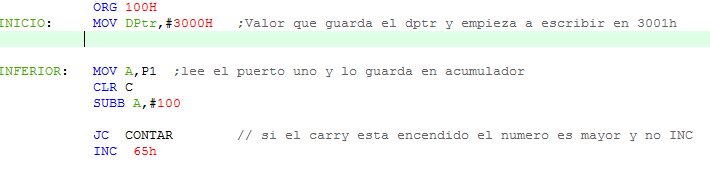 ORG 100H
INICIO: MOV DPtr,#3000H ;Valor que guarda el dptr y empieza a escribir en 3001h
INFERIOR: MOV A,P1 ;lee el puerto uno y lo guarda en acumulador
CLR C
SUBB A,#100
JC CONTAR // si el carry esta encendido el numero es mayor y no INC
INC 65h